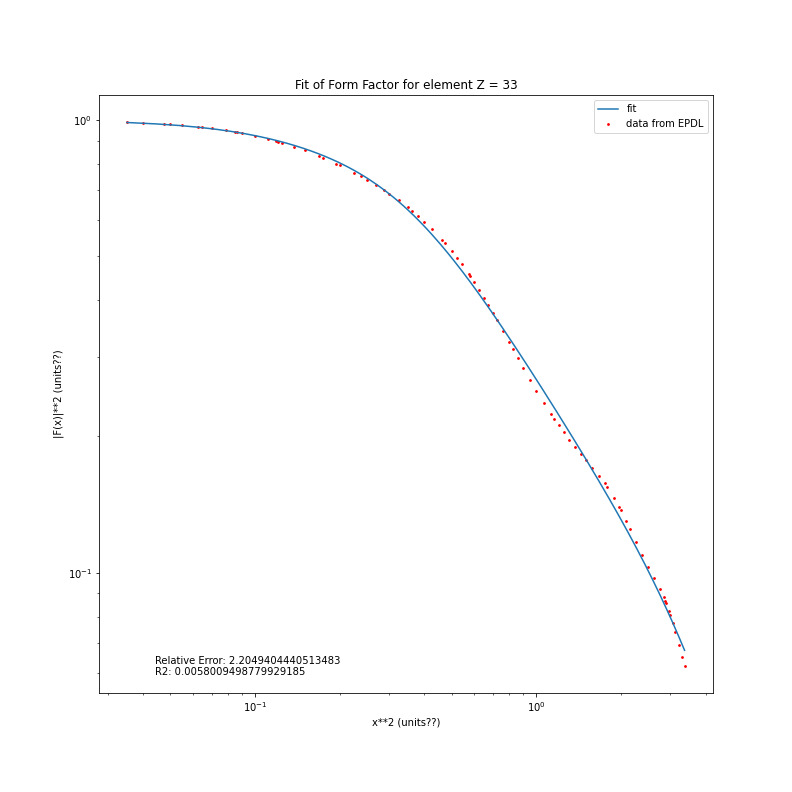 Fit of Form Factor for element Z = 33
fit
data from EPDL
10⁰
|F(x)|**2 (units??)
10⁻¹
Relative Error: 2.2049404440513483
R2: 0.0058009498779929185
10⁻¹
10⁰
x**2 (units??)